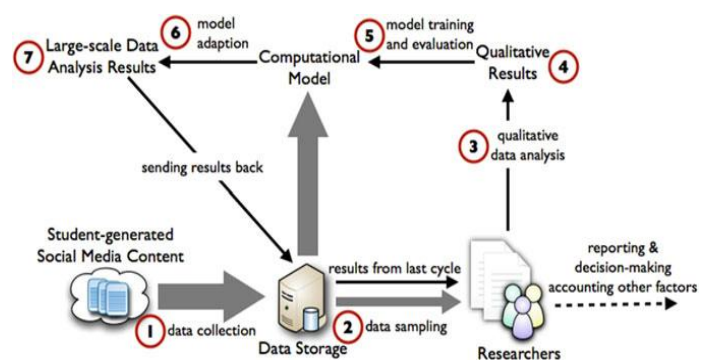 7 Large-scale Data
Analysis Results
6 model
adaption
Computational
Model
5 model training
and evaluation
Qualitative
Results 4
3 qualitative
data analysis
sending results back
Student-generated
Social Media Content
1 data collection
Data Storage
results from last cycle
2 data sampling
Researchers
reporting &
decision-making
accounting other factors